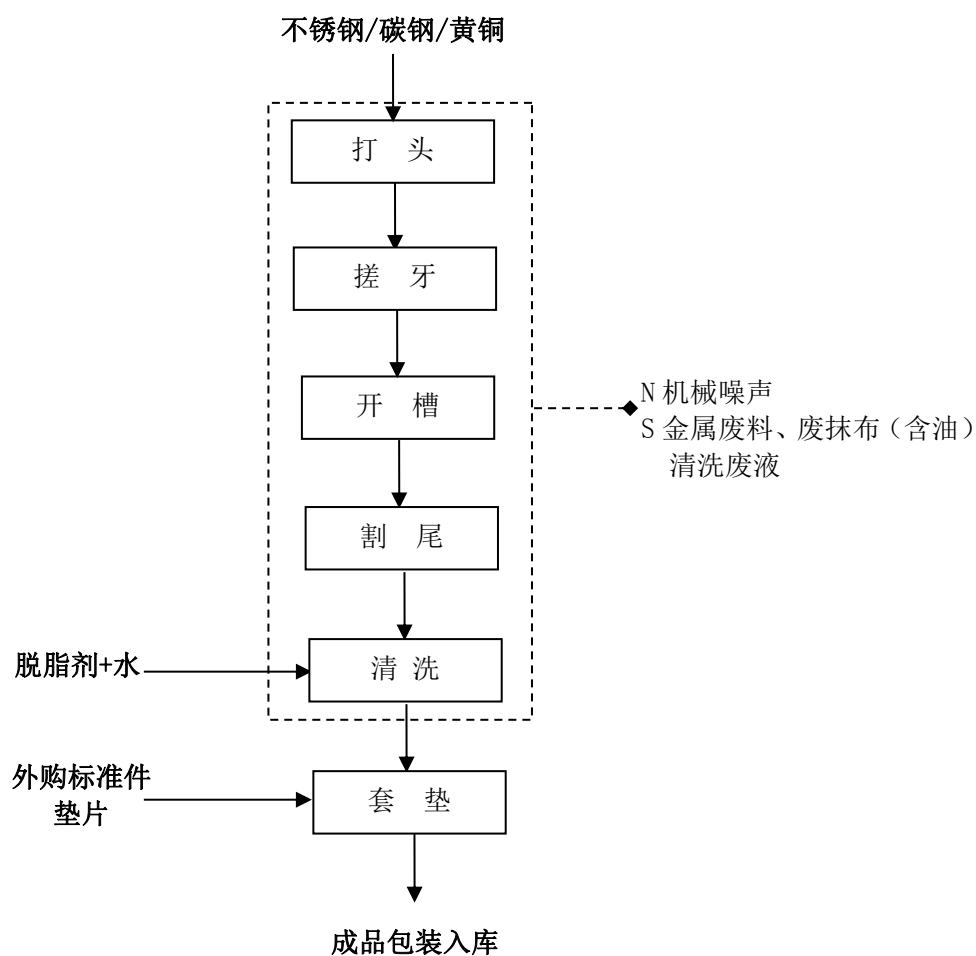 不锈钢/碳钢/黄铜
打 头
搓 牙
开 槽
N 机械噪声
S 金属废料、废抹布（含油）
清洗废液
割 尾
脱脂剂+水
清 洗
外购标准件
垫片
套 垫
成品包装入库